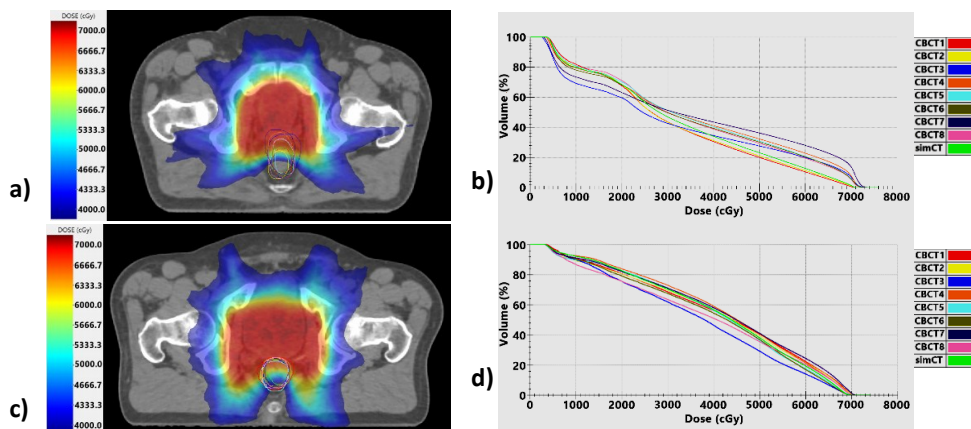 DOSE (cGy)
7000.0
6666.7
6333.3
6000.0
5666.7
5333.3
5000.0
4666.7
4333.3
4000.0
a)
b)
Volume (%)
100
80
60
40
20
0
0 1000 2000 3000 4000 5000 6000 7000 8000
Dose (cGy)
CBCT1
CBCT2
CBCT3
CBCT4
CBCT5
CBCT6
CBCT7
CBCT8
simCT
DOSE (cGy)
7000.0
6666.7
6333.3
6000.0
5666.7
5333.3
5000.0
4666.7
4333.3
4000.0
c)
d)
Volume (%)
100
80
60
40
20
0
0 1000 2000 3000 4000 5000 6000 7000 8000
Dose (cGy)
CBCT1
CBCT2
CBCT3
CBCT4
CBCT5
CBCT6
CBCT7
CBCT8
simCT